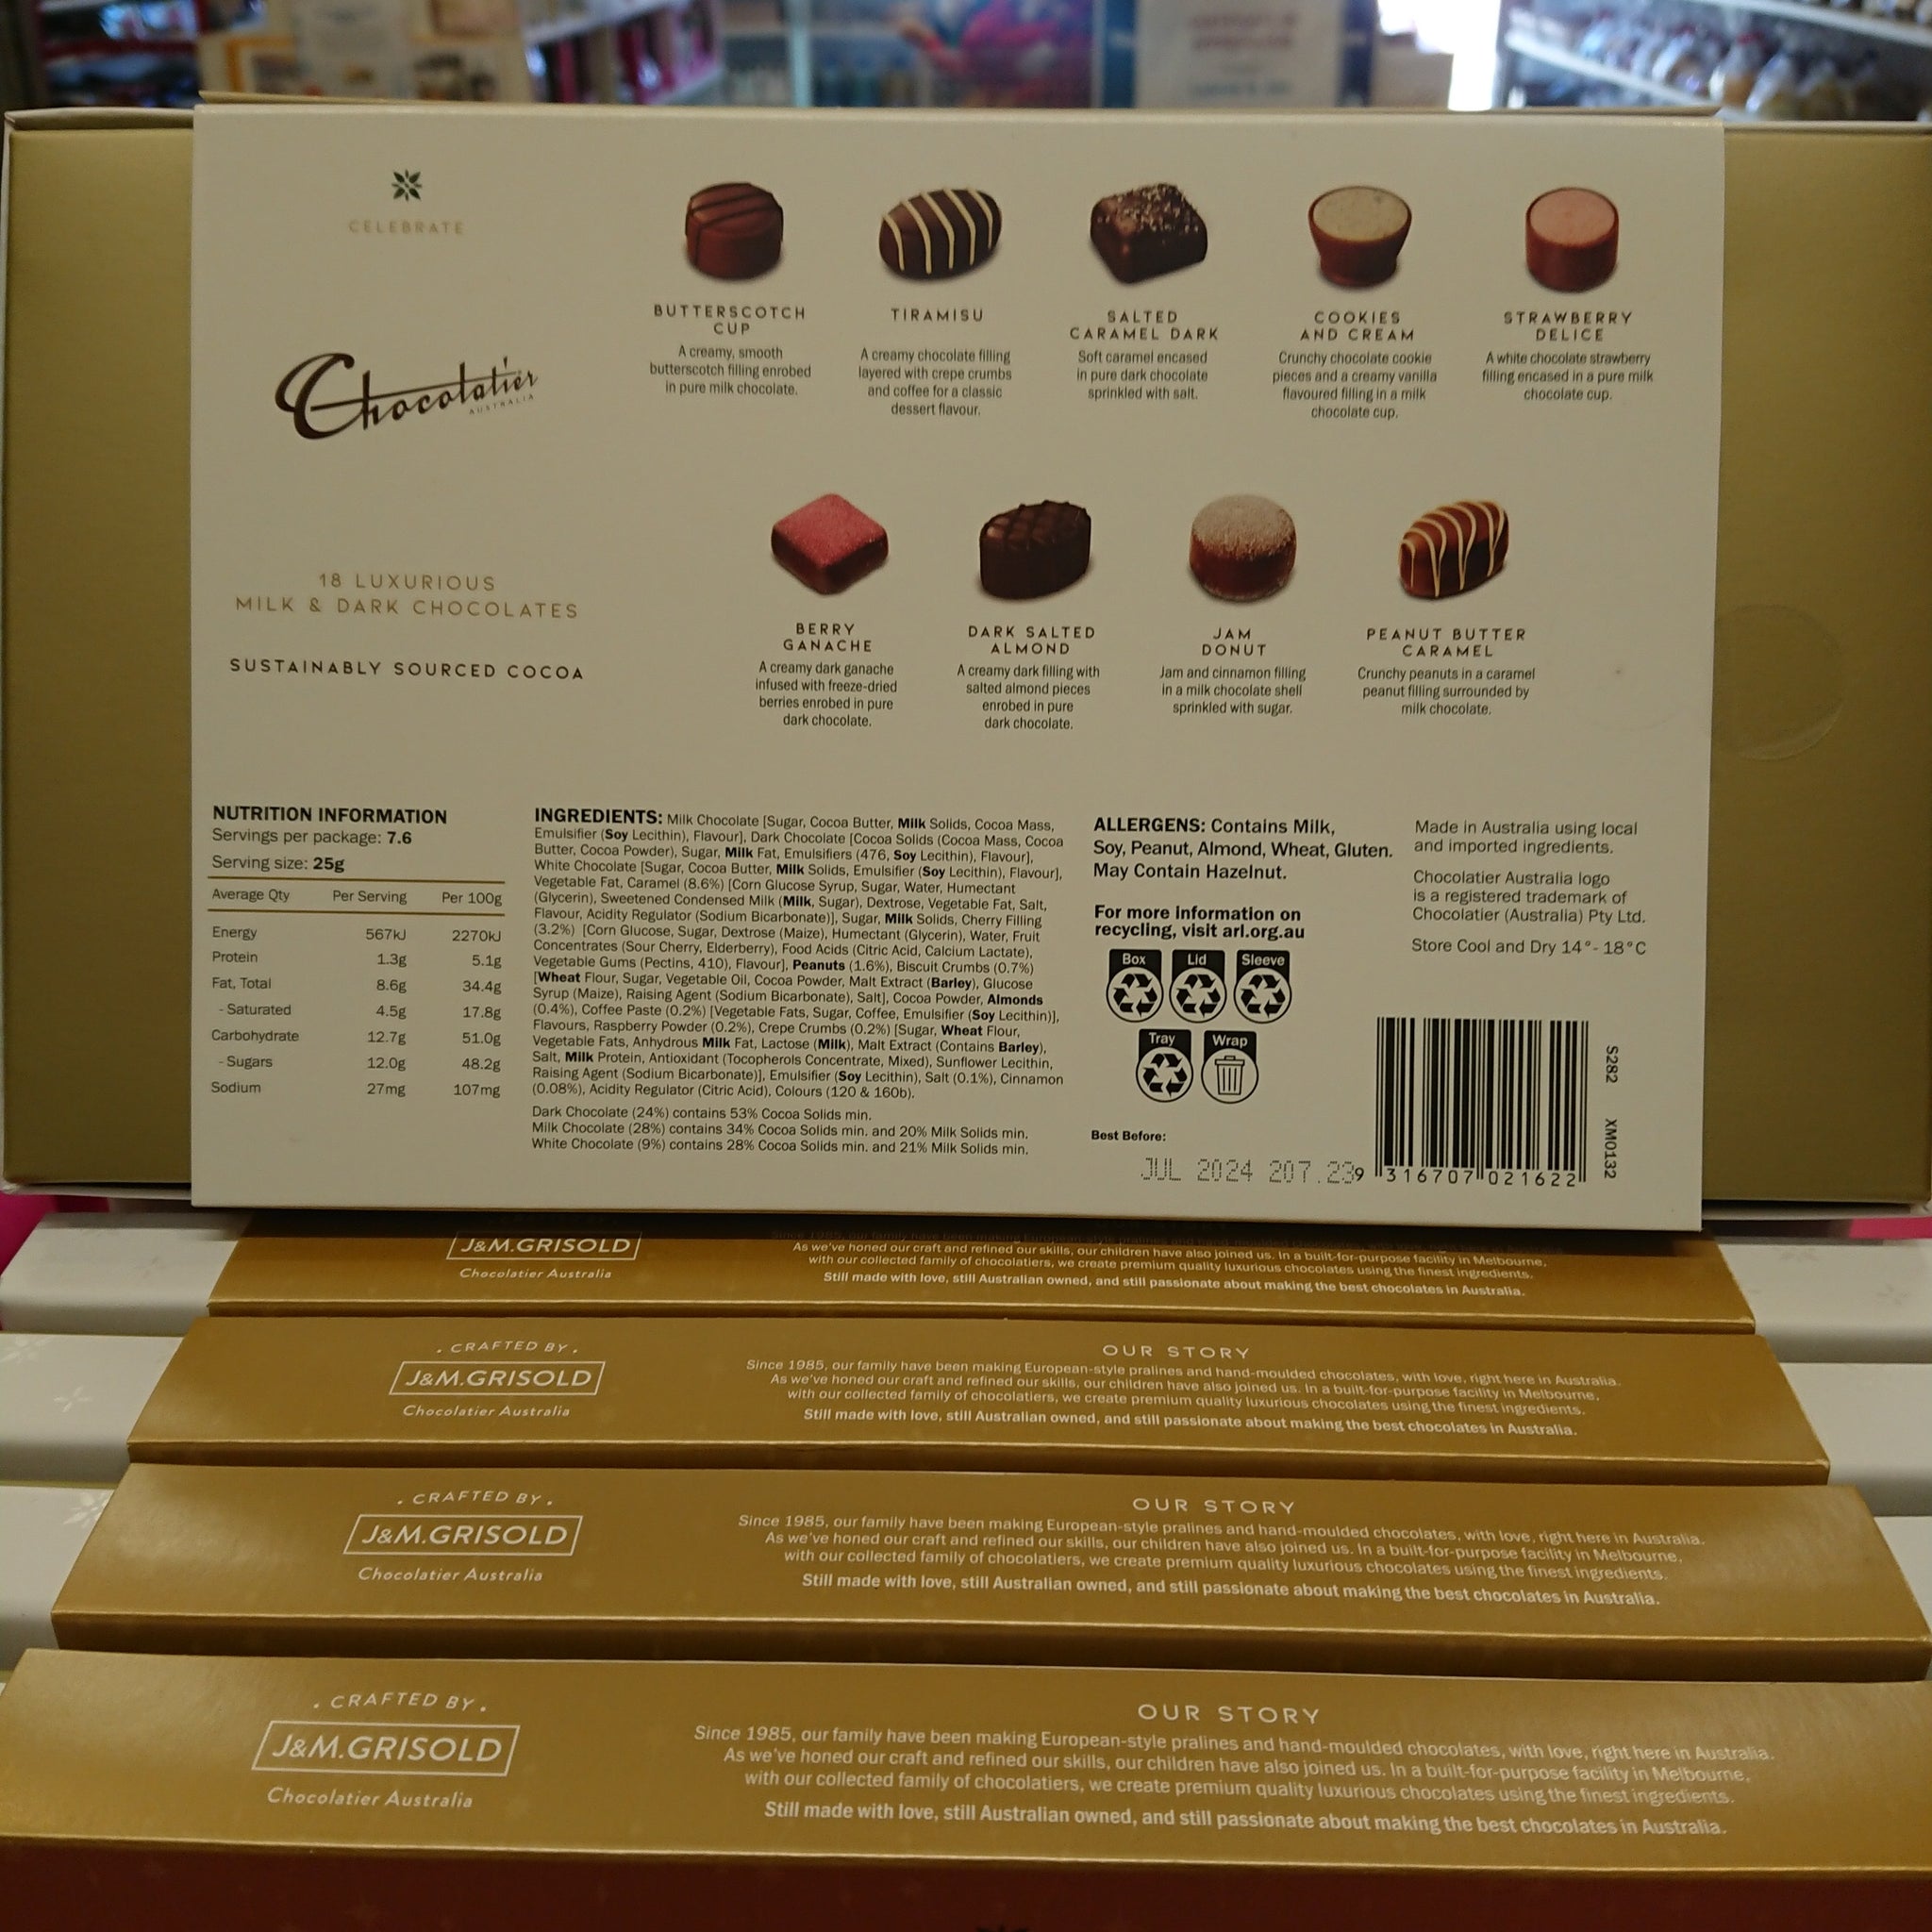 CELEBRATE
Chocolatier
AUSTRALIA
18 LUXURIOUS
MILK & DARK CHOCOLATES
SUSTAINABLY SOURCED COCOA
BUTTERSCOTCH
CUP
A creamy, smooth
butterscotch filling enrobed
in pure milk chocolate.
TIRAMISU
A creamy chocolate filling
layered with crepe crumbs
and coffee for a classic
dessert flavour.
SALTED
CARAMEL DARK
Soft caramel encased
in pure dark chocolate
sprinkled with salt.
COOKIES
AND CREAM
Crunchy chocolate cookie
pieces and a creamy vanilla
flavoured filling in a milk
chocolate cup.
STRAWBERRY
DELICE
A white chocolate strawberry
filling encased in a pure milk
chocolate cup.
BERRY
GANACHE
A creamy dark ganache
infused with freeze-dried
berries enrobed in pure
dark chocolate.
DARK SALTED
ALMOND
A creamy dark filling with
salted almond pieces
enrobed in pure
dark chocolate.
JAM
DONUT
Jam and cinnamon filling
in a milk chocolate shell
sprinkled with sugar.
PEANUT BUTTER
CARAMEL
Crunchy peanuts in a caramel
peanut filling surrounded by
milk chocolate.
NUTRITION INFORMATION
Servings per package: 7.6
Serving size: 25g
Average Qty Per Serving Per 100g
Energy 567kJ 2270kJ
Protein 1.3g 5.1g
Fat, Total 8.6g 34.4g
- Saturated 4.5g 17.8g
Carbohydrate 12.7g 51.0g
- Sugars 12.0g 48.2g
Sodium 27mg 107mg
INGREDIENTS: Milk Chocolate [Sugar, Cocoa Butter, Milk Solids, Cocoa Mass,
Emulsifier (Soy Lecithin), Flavour], Dark Chocolate [Cocoa Solids (Cocoa Mass, Cocoa
Butter, Cocoa Powder), Sugar, Milk Fat, Emulsifiers (476, Soy Lecithin), Flavour],
White Chocolate [Sugar, Cocoa Butter, Milk Solids, Emulsifier (Soy Lecithin), Flavour],
Vegetable Fat, Caramel (8.6%) [Corn Glucose Syrup, Sugar, Water, Humectant
(Glycerin), Sweetened Condensed Milk (Milk, Sugar), Dextrose, Vegetable Fat, Salt,
Flavour, Acidity Regulator (Sodium Bicarbonate)], Sugar, Milk Solids, Cherry Filling
(3.2%) [Corn Glucose, Sugar, Dextrose (Maize), Humectant (Glycerin), Water, Fruit
Concentrates (Sour Cherry, Elderberry), Food Acids (Citric Acid, Calcium Lactate),
Vegetable Gums (Pectins, 410), Flavour], Peanuts (1.6%), Biscuit Crumbs (0.7%)
[Wheat Flour, Sugar, Vegetable Oil, Cocoa Powder, Malt Extract (Barley), Glucose
Syrup (Maize), Raising Agent (Sodium Bicarbonate), Salt], Cocoa Powder, Almonds
(0.4%), Coffee Paste (0.2%) [Vegetable Fats, Sugar, Coffee, Emulsifier (Soy Lecithin)],
Flavours, Raspberry Powder (0.2%), Crepe Crumbs (0.2%) [Sugar, Wheat Flour,
Vegetable Fats, Anhydrous Milk Fat, Lactose (Milk), Malt Extract (Contains Barley),
Salt, Milk Protein, Antioxidant (Tocopherols Concentrate, Mixed), Sunflower Lecithin,
Raising Agent (Sodium Bicarbonate)], Emulsifier (Soy Lecithin), Salt (0.1%), Cinnamon
(0.08%), Acidity Regulator (Citric Acid), Colours (120 & 160b).
Dark Chocolate (24%) contains 53% Cocoa Solids min.
Milk Chocolate (28%) contains 34% Cocoa Solids min. and 20% Milk Solids min.
White Chocolate (9%) contains 28% Cocoa Solids min. and 21% Milk Solids min.
ALLERGENS: Contains Milk,
Soy, Peanut, Almond, Wheat, Gluten.
May Contain Hazelnut.
For more information on
recycling, visit arl.org.au
Box Lid Sleeve
Tray Wrap
Best Before:
JUL 2024 207.23
Made in Australia using local
and imported ingredients.
Chocolatier Australia logo
is a registered trademark of
Chocolatier (Australia) Pty Ltd.
Store Cool and Dry 14°- 18°C
9 316707 021622
S282 XM0132
J&M.GRISOLD
Chocolatier Australia
As we've honed our craft and refined our skills, our children have also joined us. In a built-for-purpose facility in Melbourne,
with our collected family of chocolatiers, we create premium quality luxurious chocolates using the finest ingredients.
Still made with love, still Australian owned, and still passionate about making the best chocolates in Australia.
. CRAFTED BY .
J&M.GRISOLD
Chocolatier Australia
OUR STORY
Since 1985, our family have been making European-style pralines and hand-moulded chocolates, with love, right here in Australia.
As we've honed our craft and refined our skills, our children have also joined us. In a built-for-purpose facility in Melbourne,
with our collected family of chocolatiers, we create premium quality luxurious chocolates using the finest ingredients.
Still made with love, still Australian owned, and still passionate about making the best chocolates in Australia.
. CRAFTED BY .
J&M.GRISOLD
Chocolatier Australia
OUR STORY
Since 1985, our family have been making European-style pralines and hand-moulded chocolates, with love, right here in Australia.
As we've honed our craft and refined our skills, our children have also joined us. In a built-for-purpose facility in Melbourne,
with our collected family of chocolatiers, we create premium quality luxurious chocolates using the finest ingredients.
Still made with love, still Australian owned, and still passionate about making the best chocolates in Australia.
. CRAFTED BY .
J&M.GRISOLD
Chocolatier Australia
OUR STORY
Since 1985, our family have been making European-style pralines and hand-moulded chocolates, with love, right here in Australia.
As we've honed our craft and refined our skills, our children have also joined us. In a built-for-purpose facility in Melbourne,
with our collected family of chocolatiers, we create premium quality luxurious chocolates using the finest ingredients.
Still made with love, still Australian owned, and still passionate about making the best chocolates in Australia.